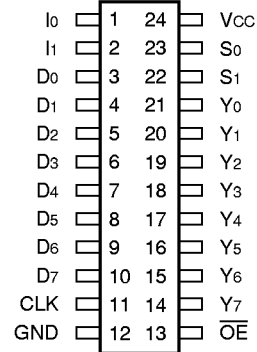 I0 1 24 VCC
I1 2 23 S0
D0 3 22 S1
D1 4 21 Y0
D2 5 20 Y1
D3 6 19 Y2
D4 7 18 Y3
D5 8 17 Y4
D6 9 16 Y5
D7 10 15 Y6
CLK 11 14 Y7
GND 12 13 O̅E̅